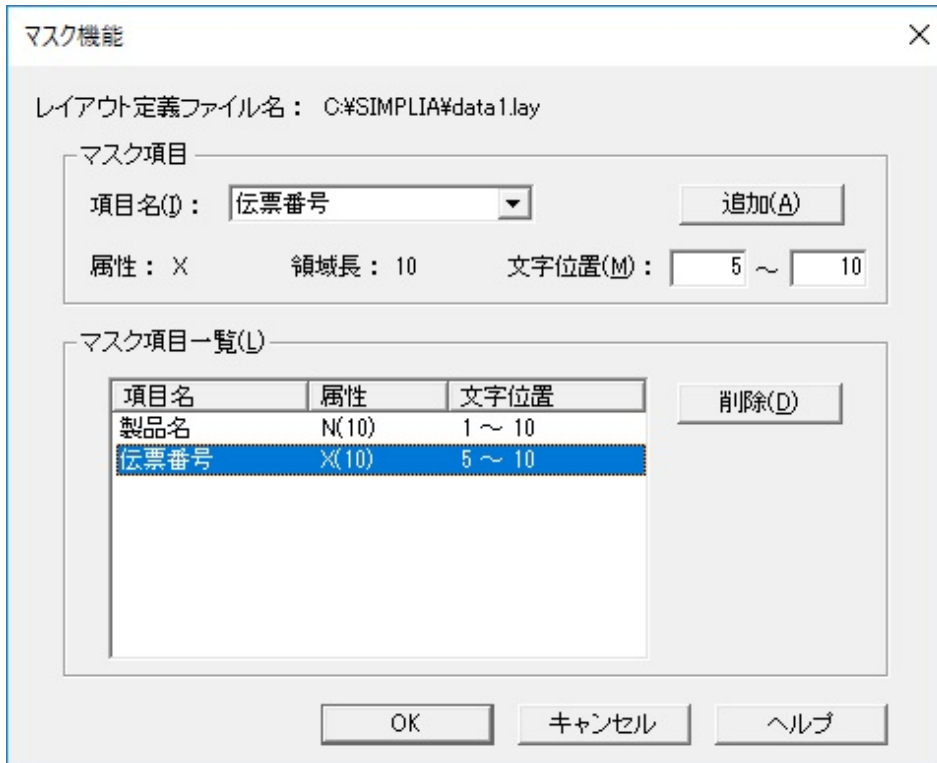 マスク機能
レイアウト定義ファイル名： C:¥SIMPLIA¥data1.lay
マスク項目
項目名(I)： 伝票番号 追加(A)
属性： X 領域長： 10 文字位置(M)： 5 ～ 10
マスク項目一覧(L)
項目名 属性 文字位置 削除(D)
製品名 N(10) 1 ～ 10
伝票番号 X(10) 5 ～ 10
OK キャンセル ヘルプ